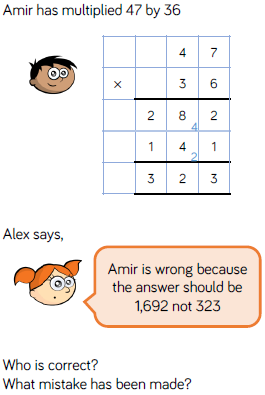 Amir has multiplied 47 by 36
4 7
× 3 6
2 8 4 2
1 4 2 1
3 2 3
Alex says,
Amir is wrong because
the answer should be
1,692 not 323
Who is correct?
What mistake has been made?